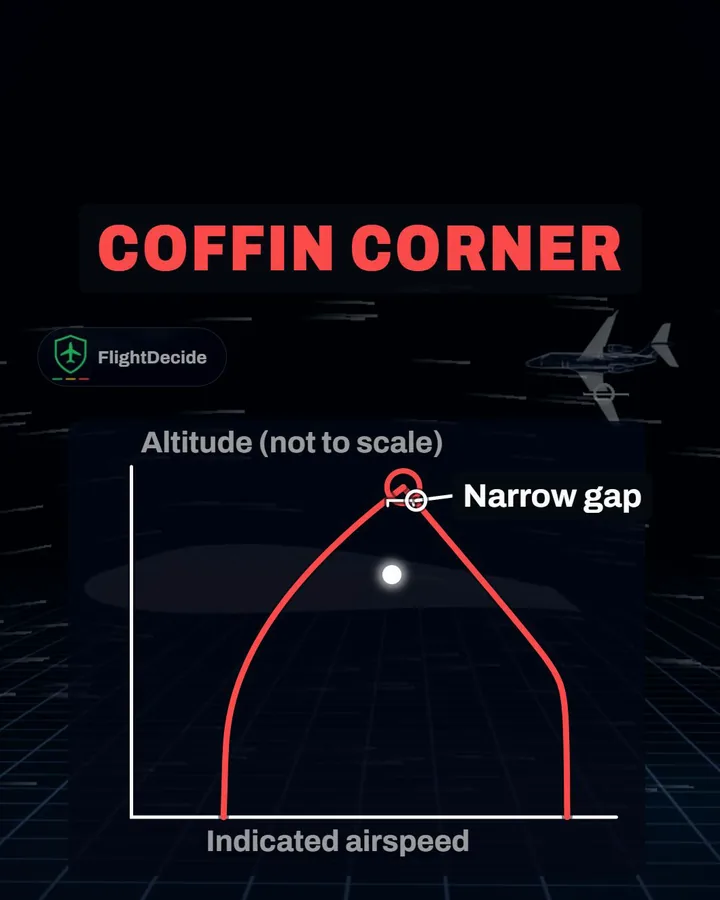 COFFIN CORNER
FlightDecide
Altitude (not to scale)
Narrow gap
Indicated airspeed